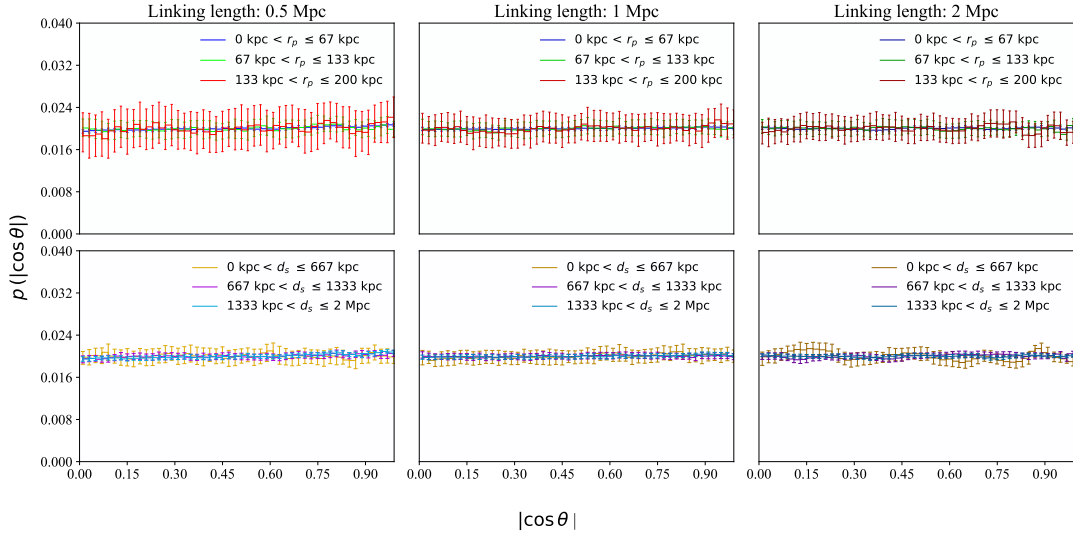 Linking length: 0.5 Mpc
Linking length: 1 Mpc
Linking length: 2 Mpc
0.040
0.032
0.024
0.016
0.008
0.000
0 kpc < r_p ≤ 67 kpc
67 kpc < r_p ≤ 133 kpc
133 kpc < r_p ≤ 200 kpc
0 kpc < r_p ≤ 67 kpc
67 kpc < r_p ≤ 133 kpc
133 kpc < r_p ≤ 200 kpc
0 kpc < r_p ≤ 67 kpc
67 kpc < r_p ≤ 133 kpc
133 kpc < r_p ≤ 200 kpc
p (|cos θ|)
0.040
0.032
0.024
0.016
0.008
0.000
0 kpc < d_s ≤ 667 kpc
667 kpc < d_s ≤ 1333 kpc
1333 kpc < d_s ≤ 2 Mpc
0 kpc < d_s ≤ 667 kpc
667 kpc < d_s ≤ 1333 kpc
1333 kpc < d_s ≤ 2 Mpc
0 kpc < d_s ≤ 667 kpc
667 kpc < d_s ≤ 1333 kpc
1333 kpc < d_s ≤ 2 Mpc
0.00 0.15 0.30 0.45 0.60 0.75 0.90
0.00 0.15 0.30 0.45 0.60 0.75 0.90
0.00 0.15 0.30 0.45 0.60 0.75 0.90
|cos θ |